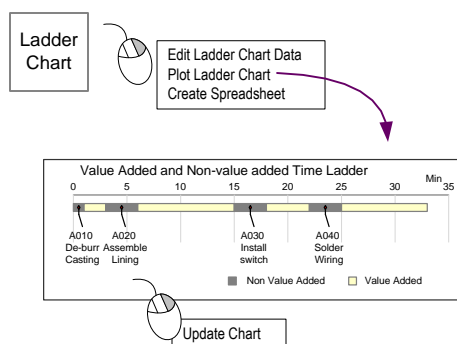 Ladder
Chart
Edit Ladder Chart Data
Plot Ladder Chart
Create Spreadsheet
Value Added and Non-value added Time Ladder
Min
0 5 10 15 20 25 30 35
A010 A020 A030 A040
De-burr Assemble Install Solder
Casting Lining switch Wiring
Non Value Added Value Added
Update Chart